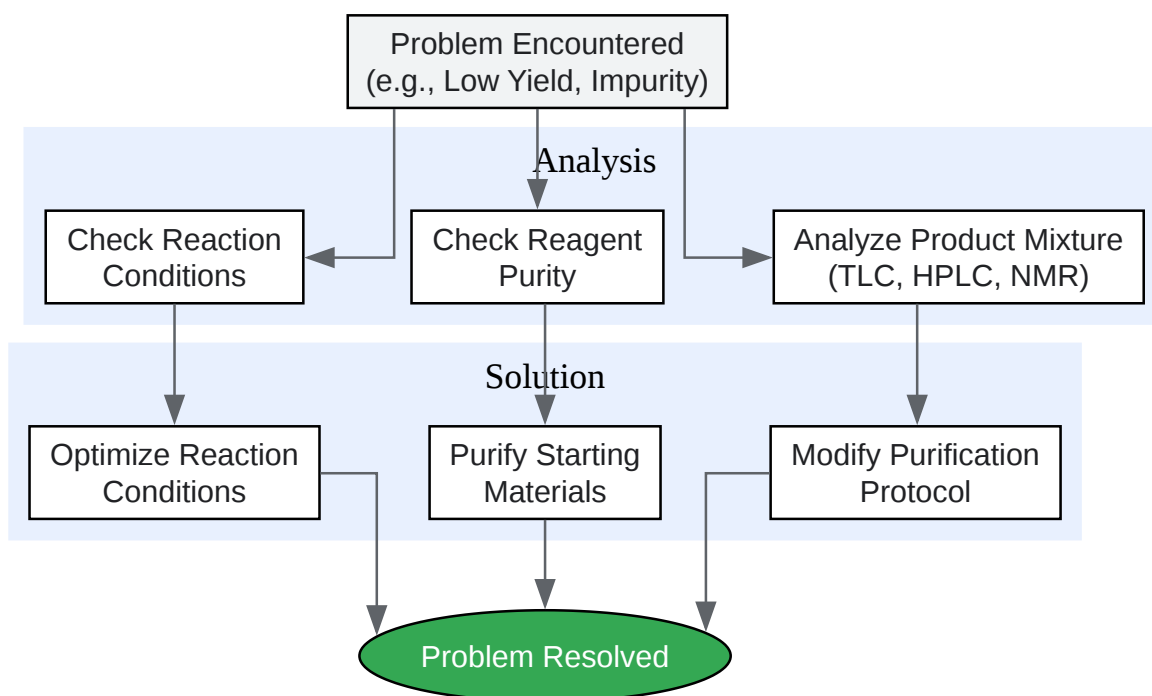 Problem Encountered
(e.g., Low Yield, Impurity)
Analysis
Check Reaction
Conditions
Check Reagent
Purity
Analyze Product Mixture
(TLC, HPLC, NMR)
Solution
Optimize Reaction
Conditions
Purify Starting
Materials
Modify Purification
Protocol
Problem Resolved